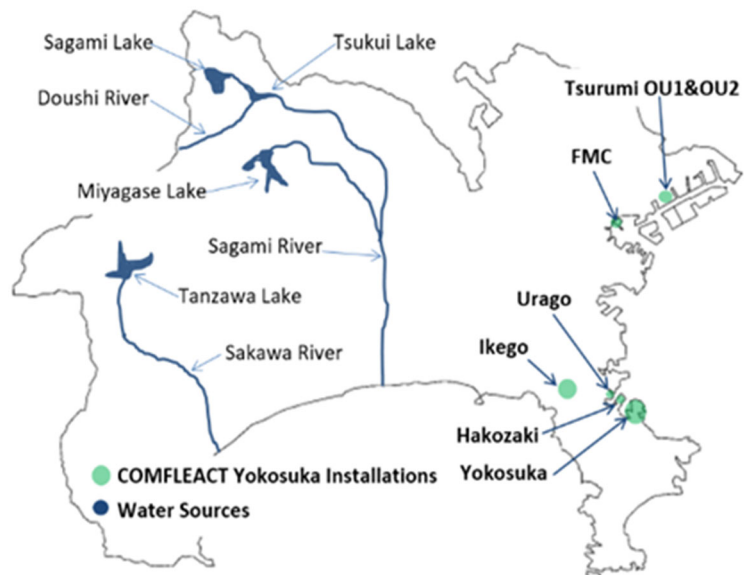 Sagami Lake
Tsukui Lake
Doushi River
Tsurumi OU1&OU2
FMC
Miyagase Lake
Sagami River
Tanzawa Lake
Urago
Ikego
Sakawa River
Hakozaki
Yokosuka
COMFLEACT Yokosuka Installations
Water Sources